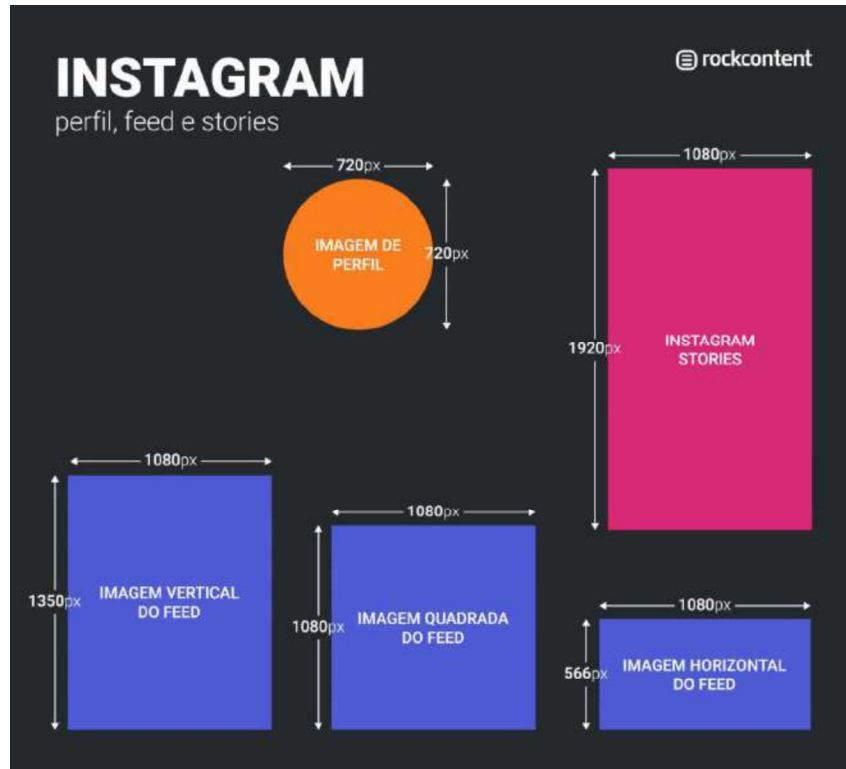 INSTAGRAM
perfil, feed e stories
rockcontent
720px
IMAGEM DE
PERFIL
720px
1080px
1920px
INSTAGRAM
STORIES
1080px
1350px
IMAGEM VERTICAL
DO FEED
1080px
1080px
IMAGEM QUADRADA
DO FEED
1080px
566px
IMAGEM HORIZONTAL
DO FEED